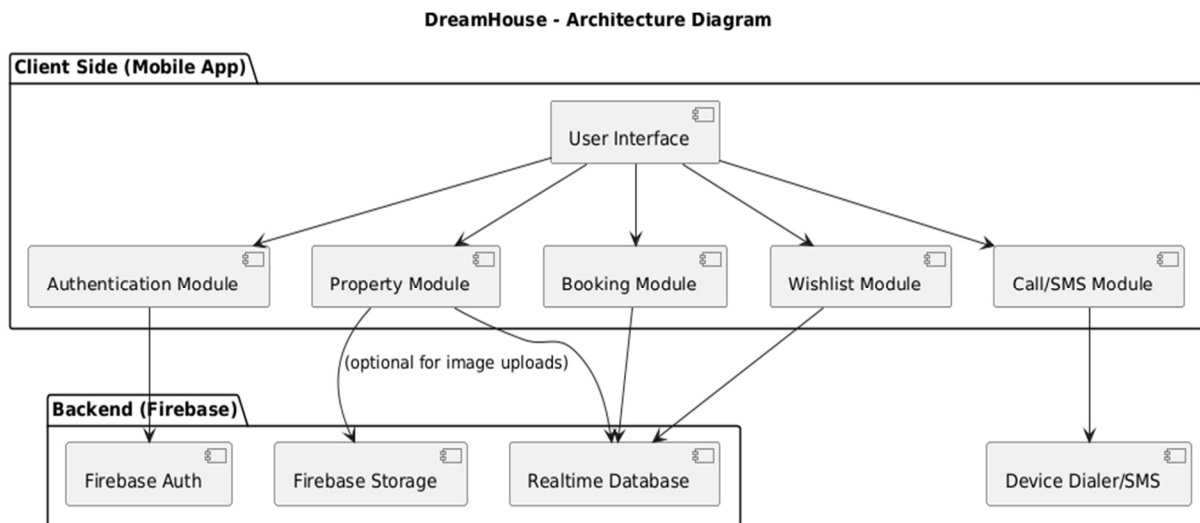 DreamHouse - Architecture Diagram
Client Side (Mobile App)
User Interface
Authentication Module
Property Module
Booking Module
Wishlist Module
Call/SMS Module
(optional for image uploads)
Backend (Firebase)
Firebase Auth
Firebase Storage
Realtime Database
Device Dialer/SMS